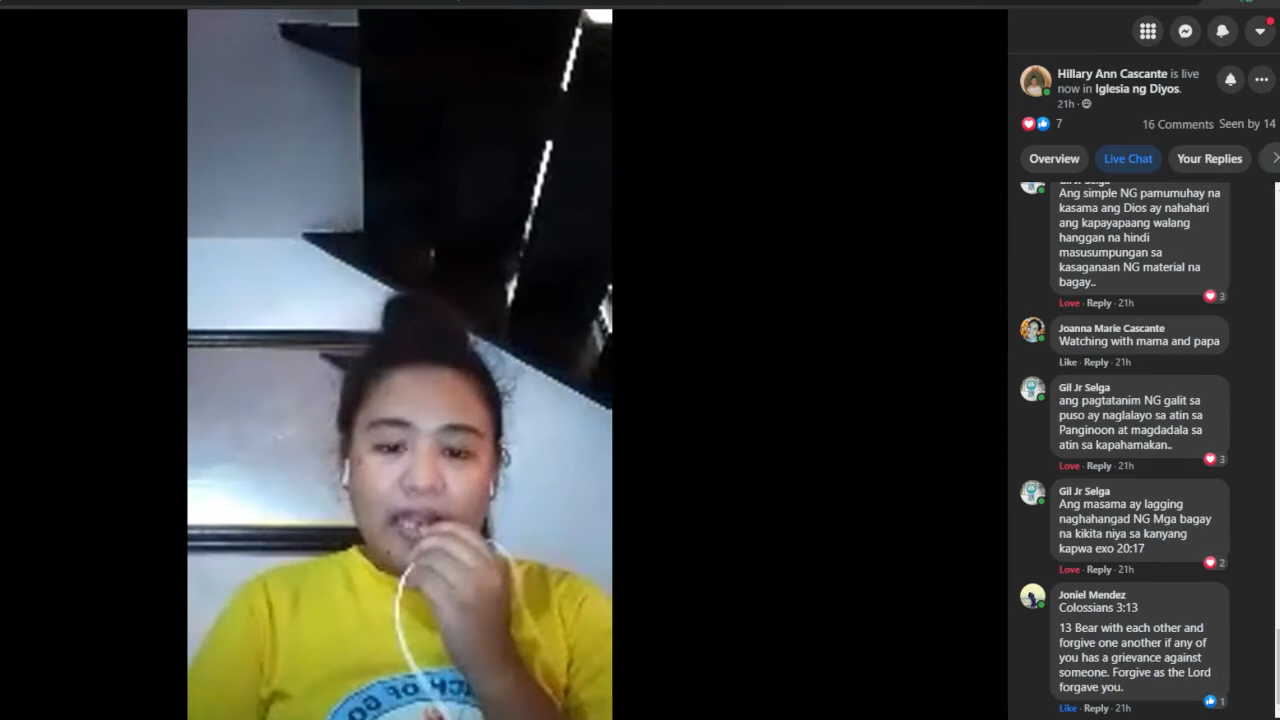 Hillary Ann Cascante is live
now in Iglesia ng Diyos.
21h
7
16 Comments Seen by 14
Overview
Live Chat
Your Replies
Gil Jr Selga
Ang simple NG pamumuhay na
kasama ang Dios ay nahahari
ang kapayapaang walang
hanggan na hindi
masusumpungan sa
kasaganaan NG material na
bagay..
Love · Reply · 21h
3
Joanna Marie Cascante
Watching with mama and papa
Like · Reply · 21h
Gil Jr Selga
ang pagtatanim NG galit sa
puso ay naglalayo sa atin sa
Panginoon at magdadala sa
atin sa kapahamakan..
Love · Reply · 21h
3
Gil Jr Selga
Ang masama ay lagging
naghahangad NG Mga bagay
na kikita niya sa kanyang
kapwa exo 20:17
Love · Reply · 21h
2
Joniel Mendez
Colossians 3:13
13 Bear with each other and
forgive one another if any of
you has a grievance against
someone. Forgive as the Lord
forgave you.
1
Like · Reply · 21h